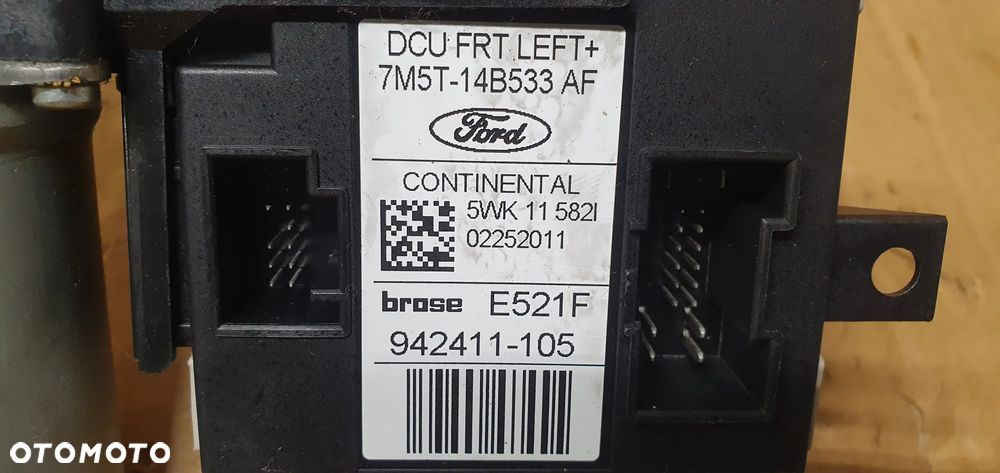 DCU FRT LEFT+
7M5T-14B533 AF
Ford
CONTINENTAL
5WK 11 582I
02252011
brose E521F
942411-105
OTOMOTO